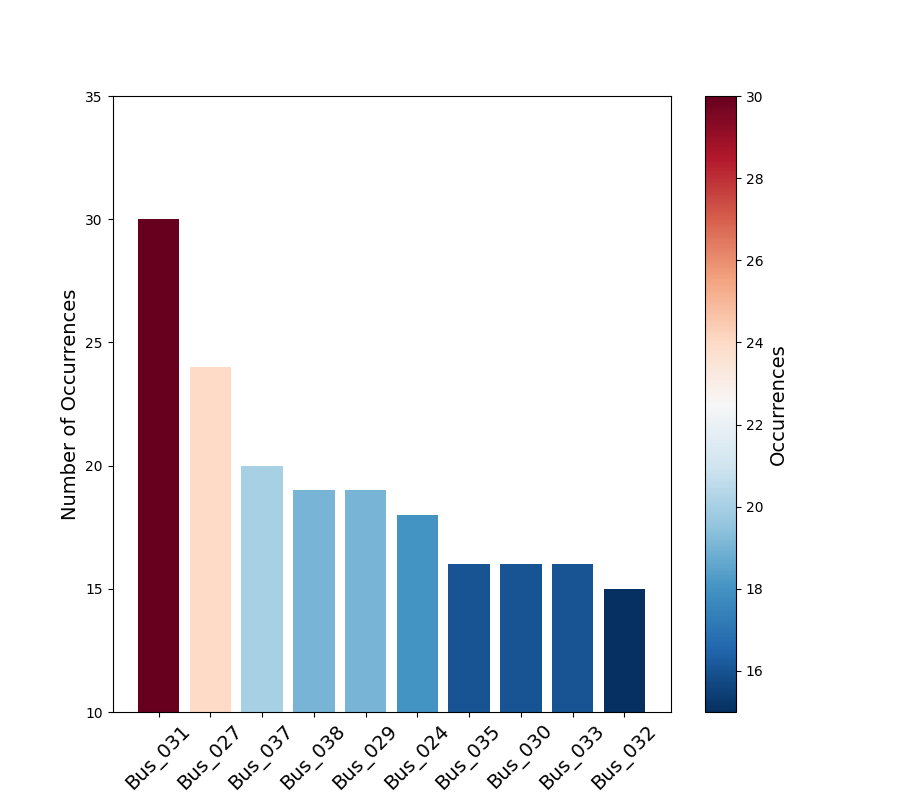 Number of Occurrences
35
30
25
20
15
10
Bus_031
Bus_027
Bus_037
Bus_038
Bus_029
Bus_024
Bus_035
Bus_030
Bus_033
Bus_032
30
28
26
24
22
20
18
16
Occurrences